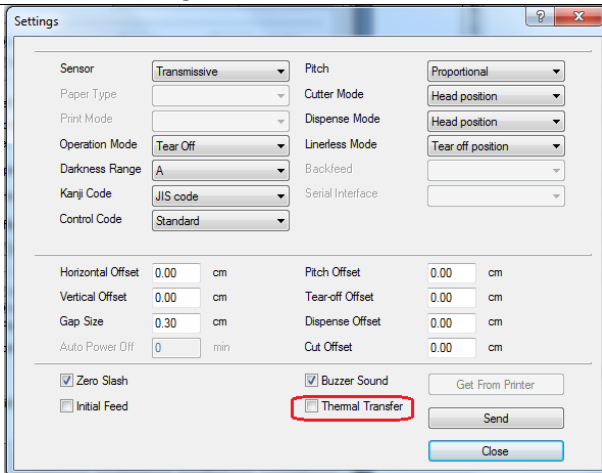 Settings
Sensor Transmissive Pitch Proportional
Paper Type Cutter Mode Head position
Print Mode Dispense Mode Head position
Operation Mode Tear Off Linerless Mode Tear off position
Darkness Range A Backfeed
Kanji Code JIS code Serial Interface
Control Code Standard
Horizontal Offset 0.00 cm Pitch Offset 0.00 cm
Vertical Offset 0.00 cm Tear-off Offset 0.00 cm
Gap Size 0.30 cm Dispense Offset 0.00 cm
Auto Power Off 0 min Cut Offset 0.00 cm
Zero Slash Buzzer Sound Get From Printer
Initial Feed Thermal Transfer Send
Close